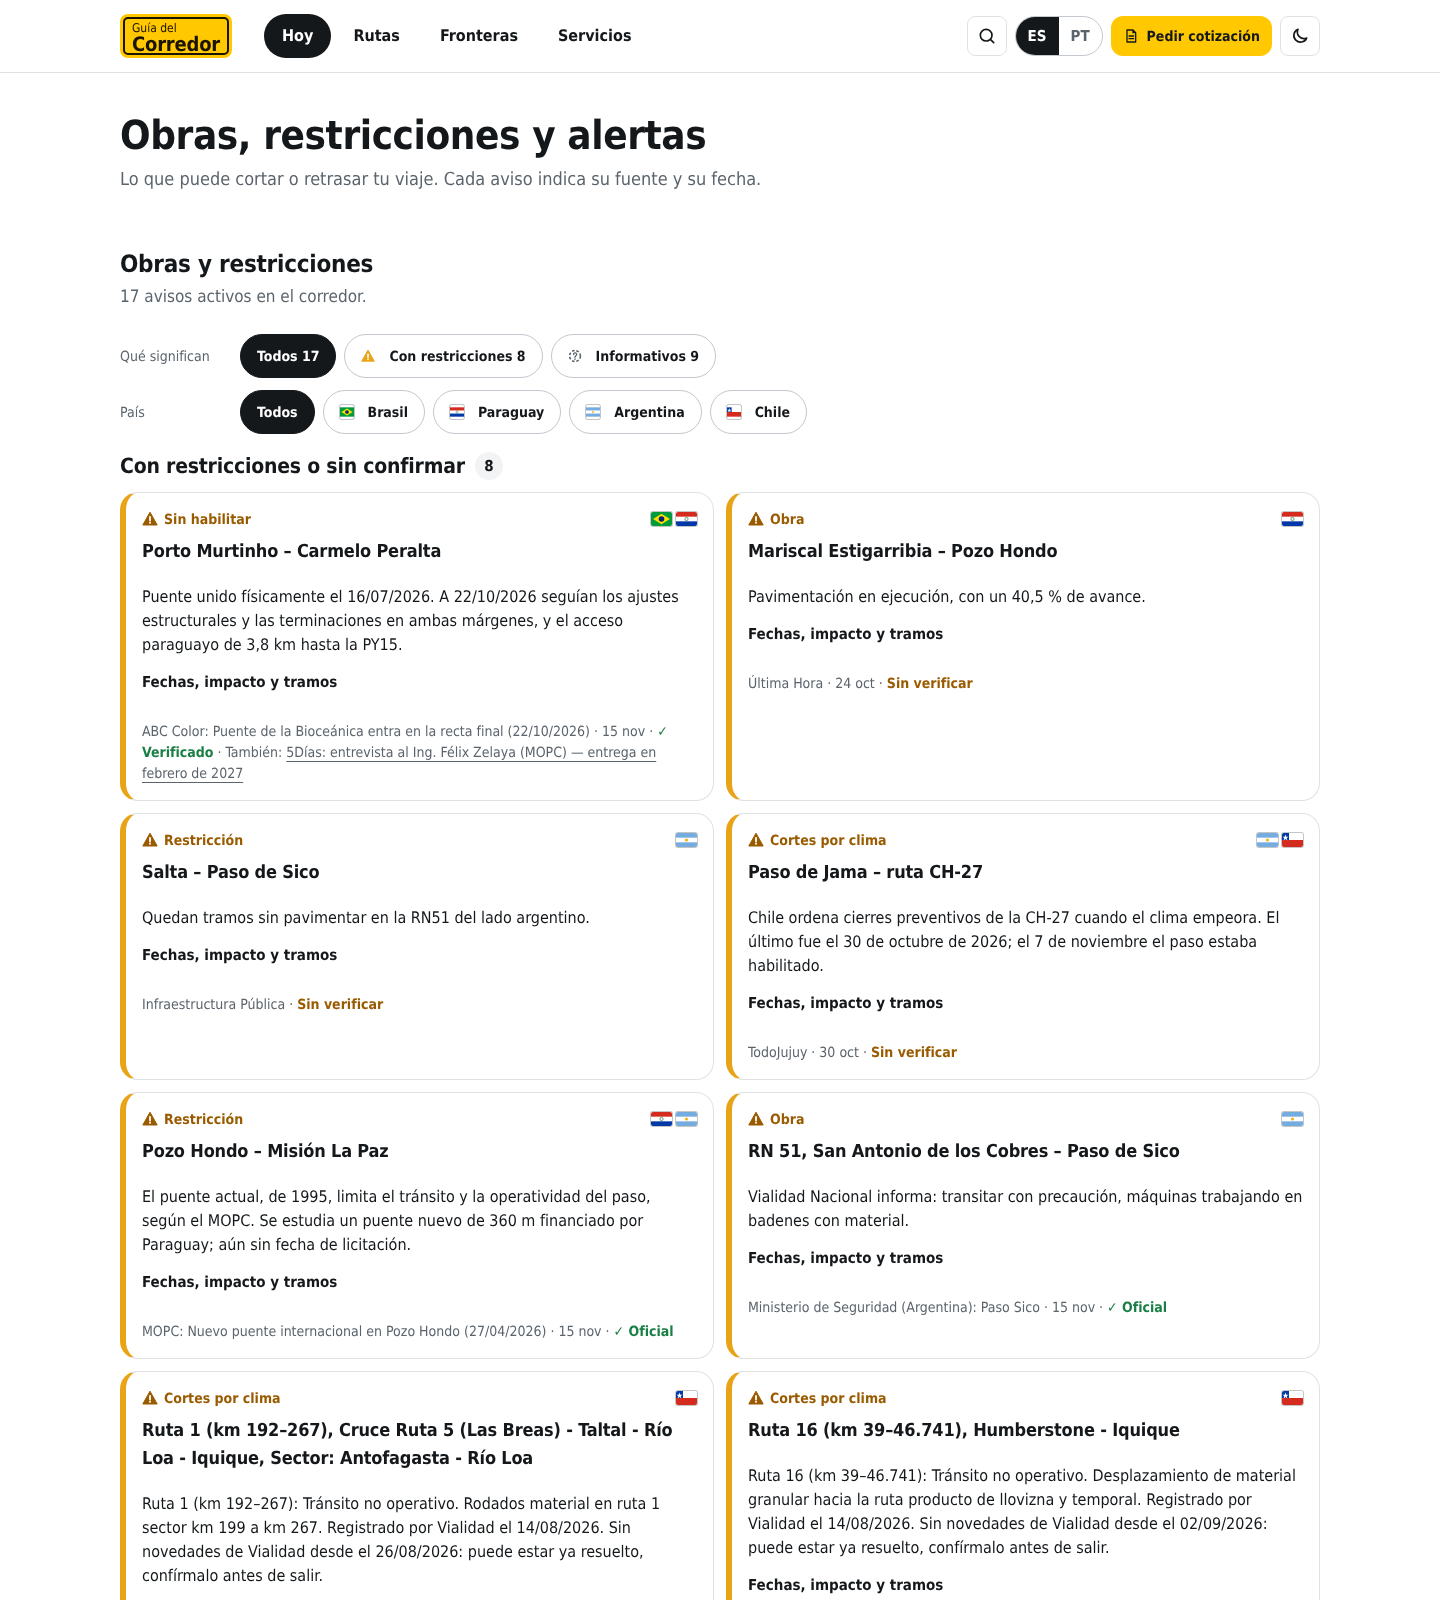 Guía del
Corredor
Hoy
Rutas
Fronteras
Servicios
ES
PT
Pedir cotización
Obras, restricciones y alertas
Lo que puede cortar o retrasar tu viaje. Cada aviso indica su fuente y su fecha.
Obras y restricciones
17 avisos activos en el corredor.
Qué significan
Todos 17
Con restricciones 8
Informativos 9
País
Todos
Brasil
Paraguay
Argentina
Chile
Con restricciones o sin confirmar 8
Sin habilitar
Porto Murtinho – Carmelo Peralta
Puente unido físicamente el 16/07/2026. A 22/10/2026 seguían los ajustes
estructurales y las terminaciones en ambas márgenes, y el acceso
paraguayo de 3,8 km hasta la PY15.
Fechas, impacto y tramos
ABC Color: Puente de la Bioceánica entra en la recta final (22/10/2026) · 15 nov · ✓
Verificado · También: 5Días: entrevista al Ing. Félix Zelaya (MOPC) — entrega en
febrero de 2027
Obra
Mariscal Estigarribia – Pozo Hondo
Pavimentación en ejecución, con un 40,5 % de avance.
Fechas, impacto y tramos
Última Hora · 24 oct · Sin verificar
Restricción
Salta – Paso de Sico
Quedan tramos sin pavimentar en la RN51 del lado argentino.
Fechas, impacto y tramos
Infraestructura Pública · Sin verificar
Cortes por clima
Paso de Jama – ruta CH-27
Chile ordena cierres preventivos de la CH-27 cuando el clima empeora. El
último fue el 30 de octubre de 2026; el 7 de noviembre el paso estaba
habilitado.
Fechas, impacto y tramos
TodoJujuy · 30 oct · Sin verificar
Restricción
Pozo Hondo – Misión La Paz
El puente actual, de 1995, limita el tránsito y la operatividad del paso,
según el MOPC. Se estudia un puente nuevo de 360 m financiado por
Paraguay; aún sin fecha de licitación.
Fechas, impacto y tramos
MOPC: Nuevo puente internacional en Pozo Hondo (27/04/2026) · 15 nov · ✓ Oficial
Obra
RN 51, San Antonio de los Cobres – Paso de Sico
Vialidad Nacional informa: transitar con precaución, máquinas trabajando en
badenes con material.
Fechas, impacto y tramos
Ministerio de Seguridad (Argentina): Paso Sico · 15 nov · ✓ Oficial
Cortes por clima
Ruta 1 (km 192–267), Cruce Ruta 5 (Las Breas) - Taltal - Río
Loa - Iquique, Sector: Antofagasta - Río Loa
Ruta 1 (km 192–267): Tránsito no operativo. Rodados material en ruta 1
sector km 199 a km 267. Registrado por Vialidad el 14/08/2026. Sin
novedades de Vialidad desde el 26/08/2026: puede estar ya resuelto,
confírmalo antes de salir.
Cortes por clima
Ruta 16 (km 39–46.741), Humberstone - Iquique
Ruta 16 (km 39–46.741): Tránsito no operativo. Desplazamiento de material
granular hacia la ruta producto de llovizna y temporal. Registrado por
Vialidad el 14/08/2026. Sin novedades de Vialidad desde el 02/09/2026:
puede estar ya resuelto, confírmalo antes de salir.
Fechas, impacto y tramos